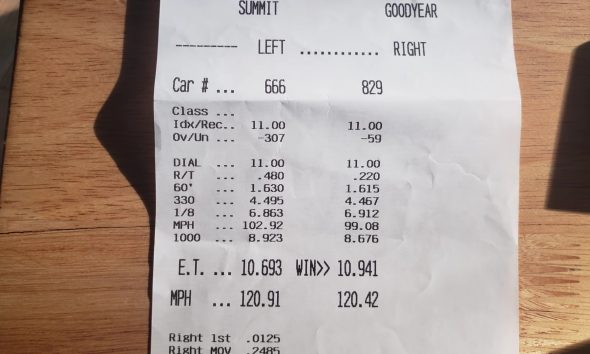 SUMMIT GOODYEAR
--------- LEFT ............ RIGHT
Car # ... 666 829
Class ...
Idx/Rec.. 11.00 11.00
Ov/Un ... -307 -59
DIAL ... 11.00 11.00
R/T ... .480 .220
60' ... 1.630 1.615
330 ... 4.495 4.467
1/8 ... 6.863 6.912
MPH ... 102.92 99.08
1000 ... 8.923 8.676
E.T. ... 10.693 WIN>> 10.941
MPH ... 120.91 120.42
Right 1st .0125
Right MOV .2485